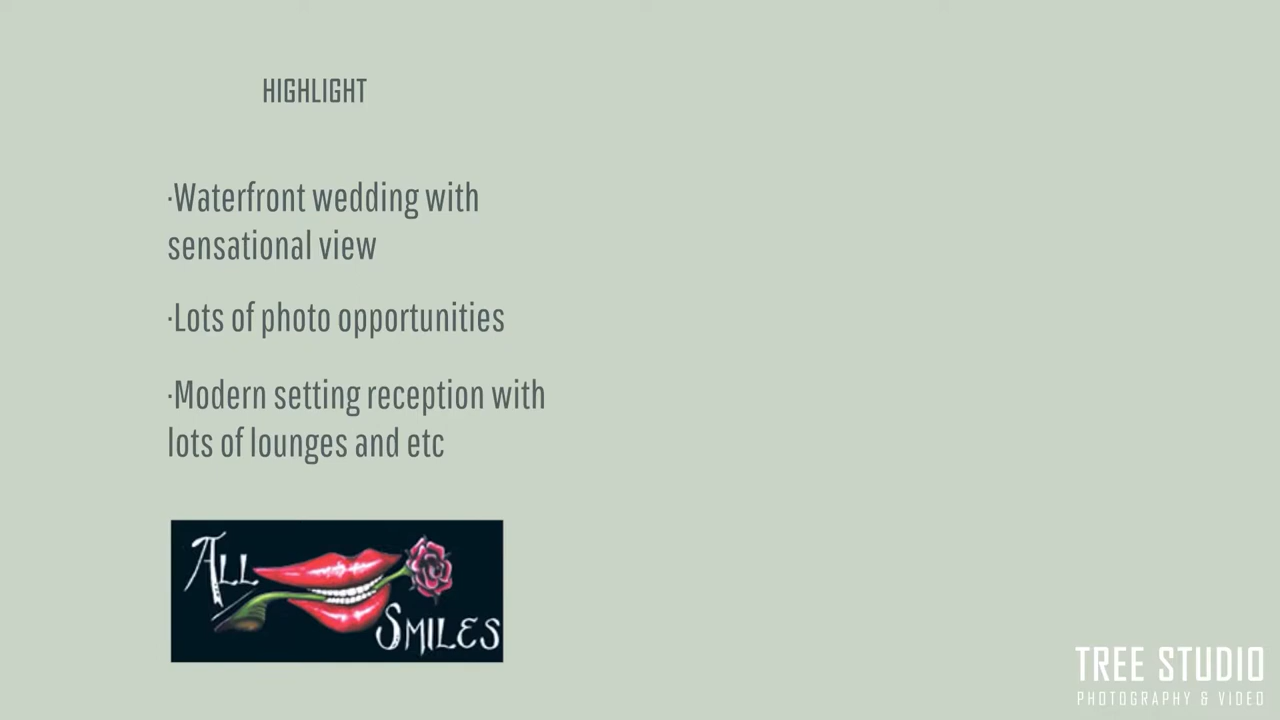 HIGHLIGHT
·Waterfront wedding with
sensational view
·Lots of photo opportunities
·Modern setting reception with
lots of lounges and etc
ALL
SMILES
TREE STUDIO
PHOTOGRAPHY & VIDEO